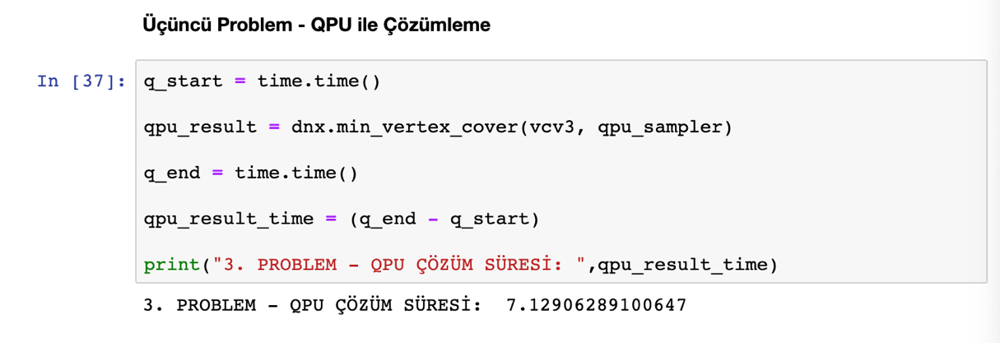 Üçüncü Problem - QPU ile Çözümleme
In [37]: q_start = time.time()
qpu_result = dnx.min_vertex_cover(vcv3, qpu_sampler)
q_end = time.time()
qpu_result_time = (q_end - q_start)
print("3. PROBLEM - QPU ÇÖZÜM SÜRESİ: ",qpu_result_time)
3. PROBLEM - QPU ÇÖZÜM SÜRESİ:  7.12906289100647